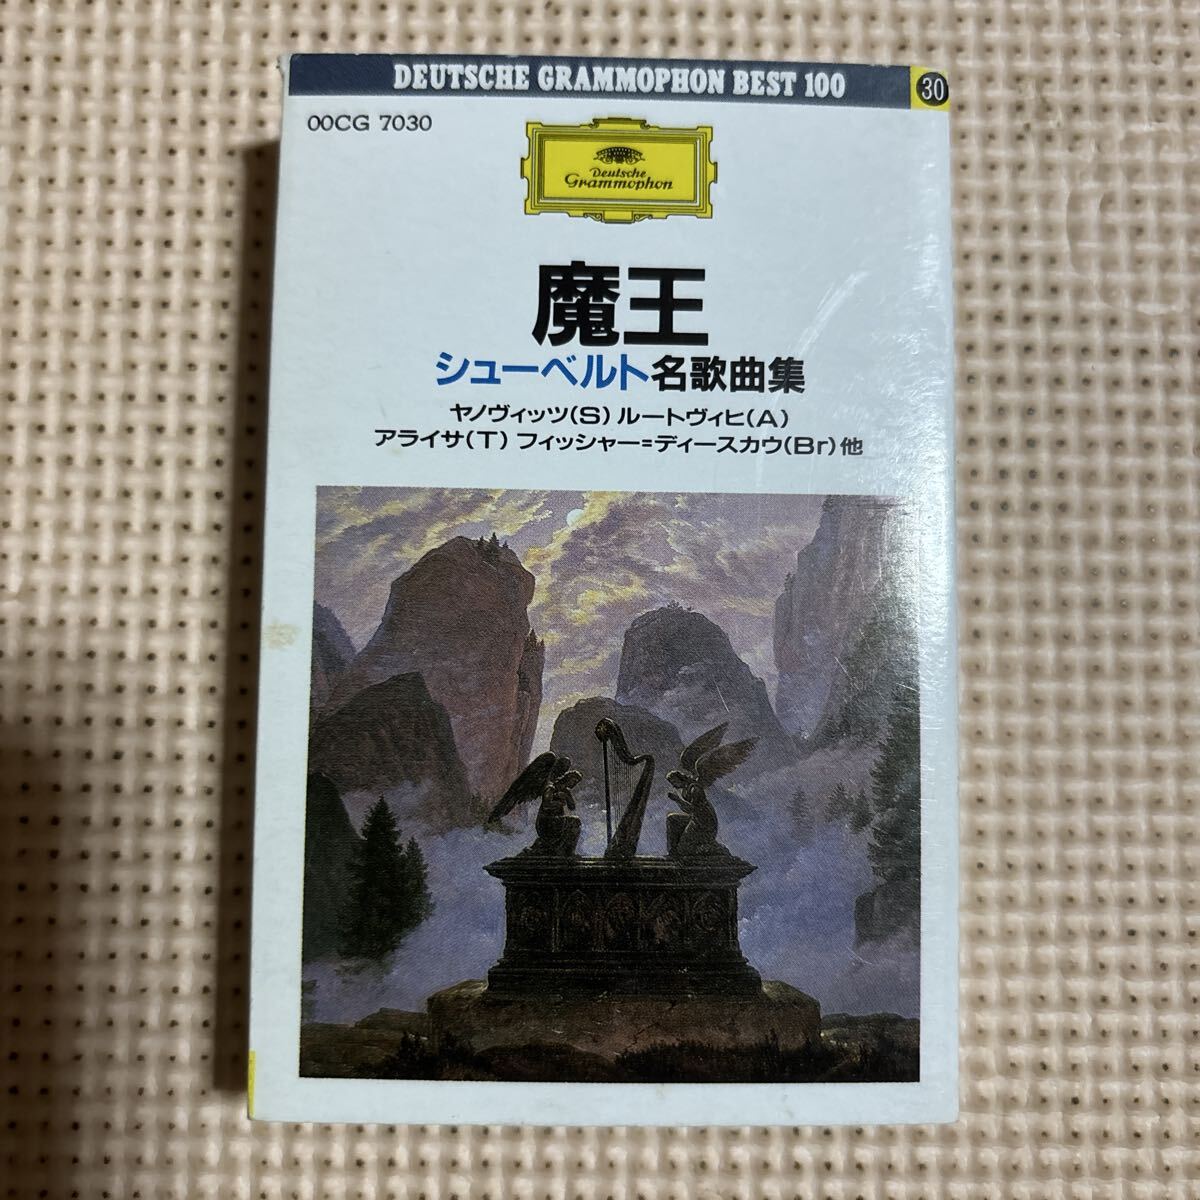 DEUTSCHE GRAMMOPHON BEST 100
30
00CG 7030
Deutsche
Grammophon
魔王
シューベルト名歌曲集
ヤノヴィッツ(S) ルートヴィヒ(A)
アライサ(T) フィッシャー=ディースカウ(Br)他